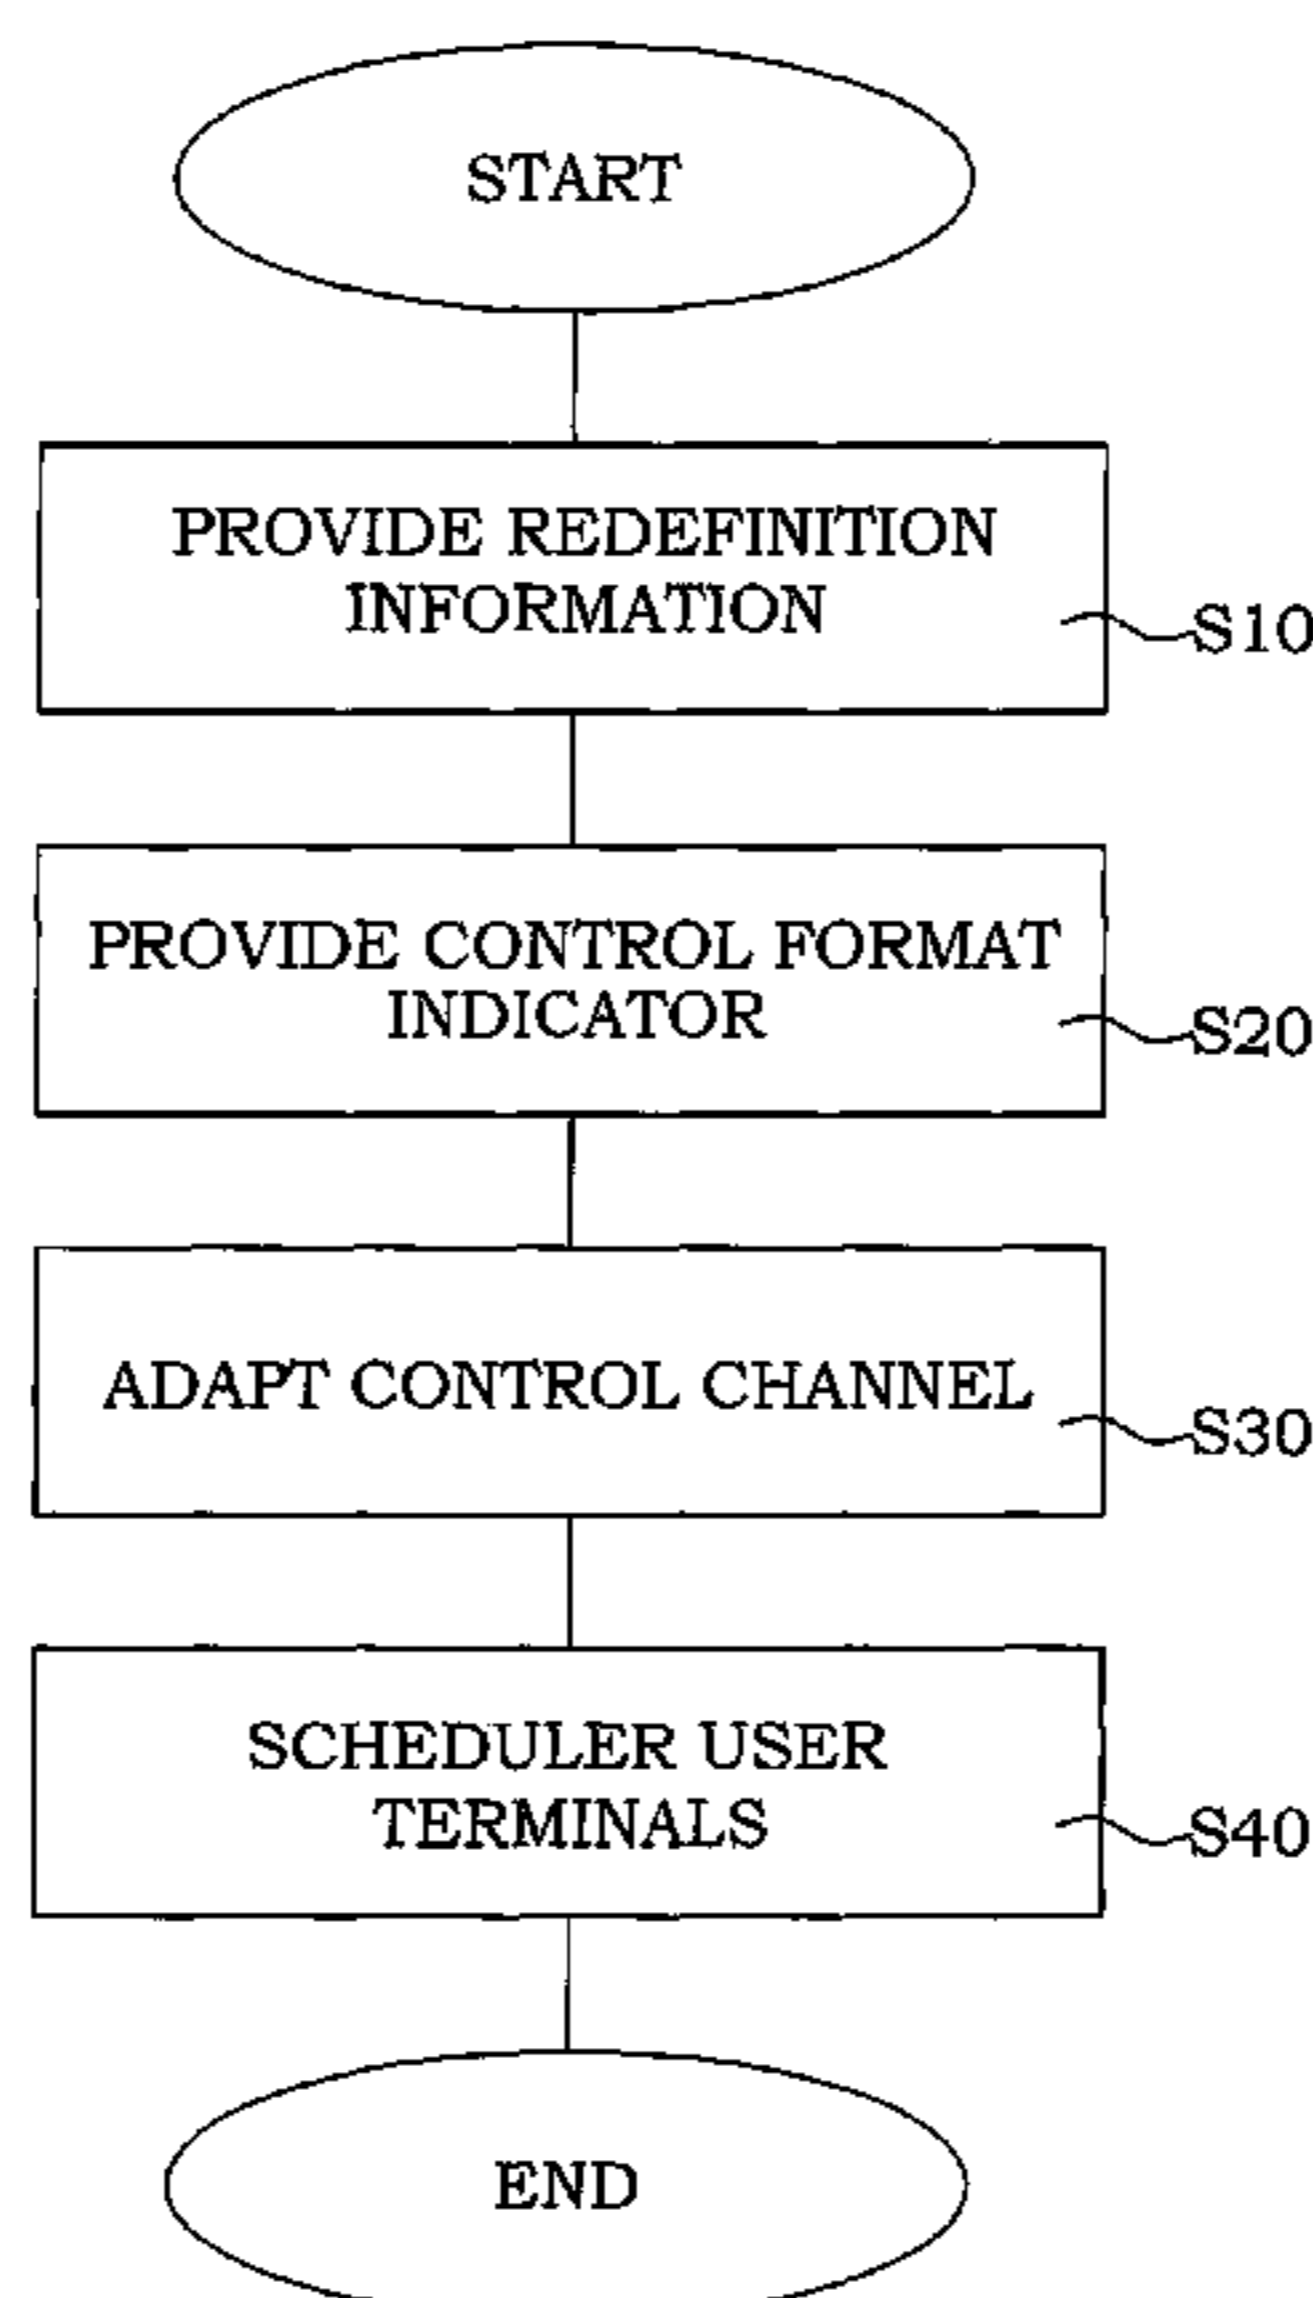 START
PROVIDE REDEFINITION
INFORMATION
S10
PROVIDE CONTROL FORMAT
INDICATOR
S20
ADAPT CONTROL CHANNEL
S30
SCHEDULER USER
TERMINALS
S40
END